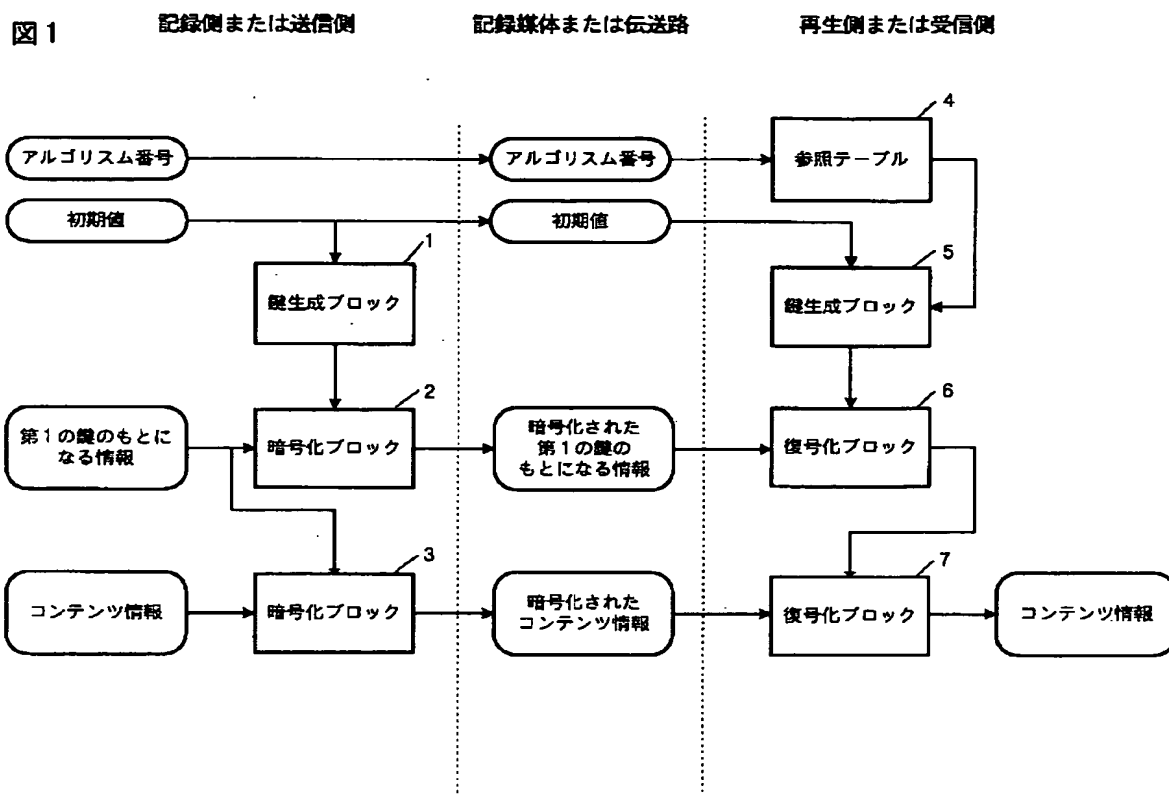 図1
記録側または送信側
記録媒体または伝送路
再生側または受信側
アルゴリスム番号
アルゴリスム番号
4
参照テーブル
初期値
初期値
1
鍵生成ブロック
5
鍵生成ブロック
第1の鍵のもとに
なる情報
2
暗号化ブロック
暗号化された
第1の鍵の
もとになる情報
6
復号化ブロック
コンテンツ情報
3
暗号化ブロック
暗号化された
コンテンツ情報
7
復号化ブロック
コンテンツ情報